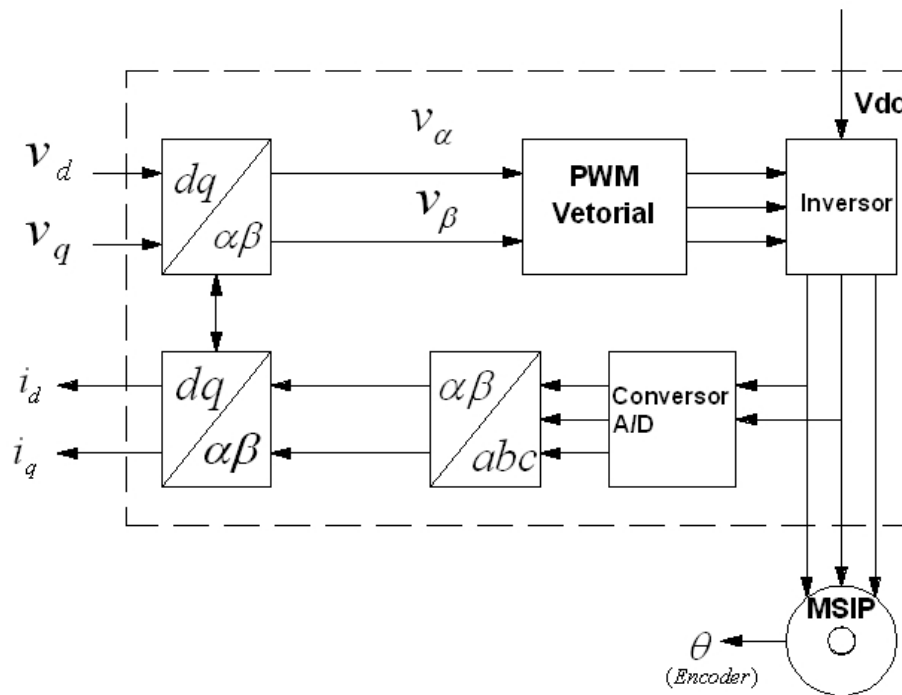 Vdc
v_d
v_q
dq
αβ
v_α
v_β
PWM
Vetorial
Inversor
i_d
i_q
dq
αβ
αβ
abc
Conversor
A/D
MSIP
θ
(Encoder)